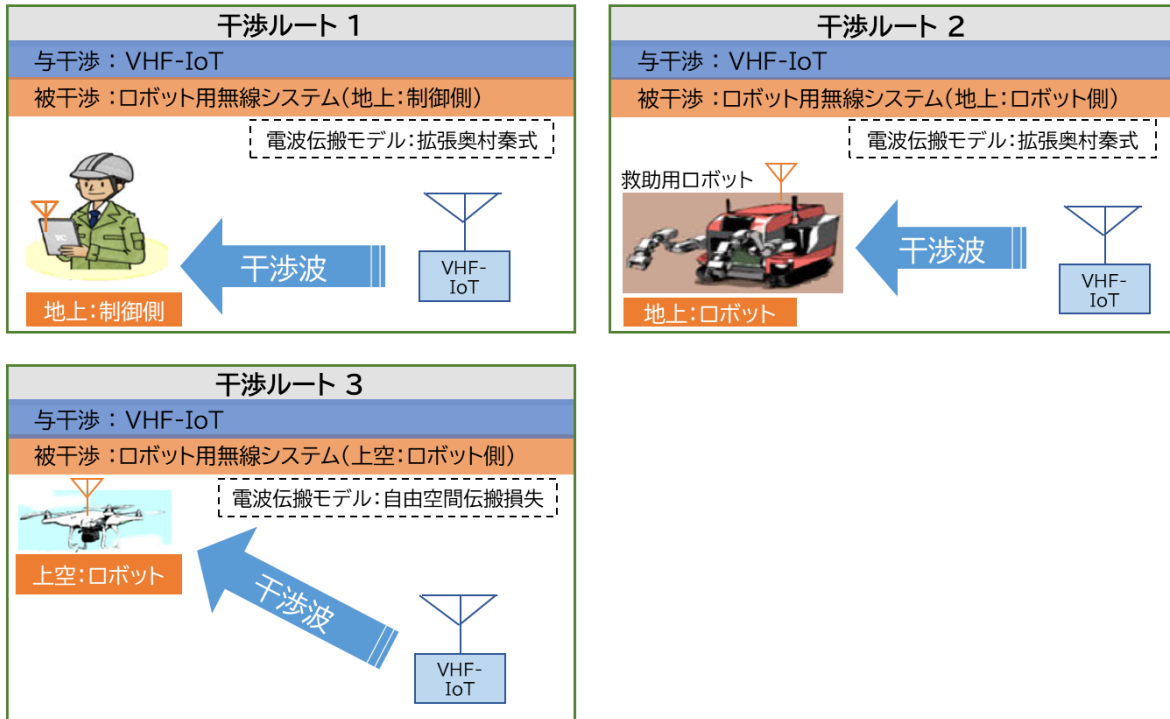 干渉ルート 1
与干渉 : VHF-IoT
被干渉 :ロボット用無線システム(地上:制御側)
電波伝搬モデル:拡張奥村秦式
干渉波
VHF-
IoT
地上:制御側
干渉ルート 2
与干渉 : VHF-IoT
被干渉 :ロボット用無線システム(地上:ロボット側)
電波伝搬モデル:拡張奥村秦式
救助用ロボット
干渉波
VHF-
IoT
地上:ロボット
干渉ルート 3
与干渉 : VHF-IoT
被干渉 :ロボット用無線システム(上空:ロボット側)
電波伝搬モデル:自由空間伝搬損失
上空:ロボット
干渉波
VHF-
IoT